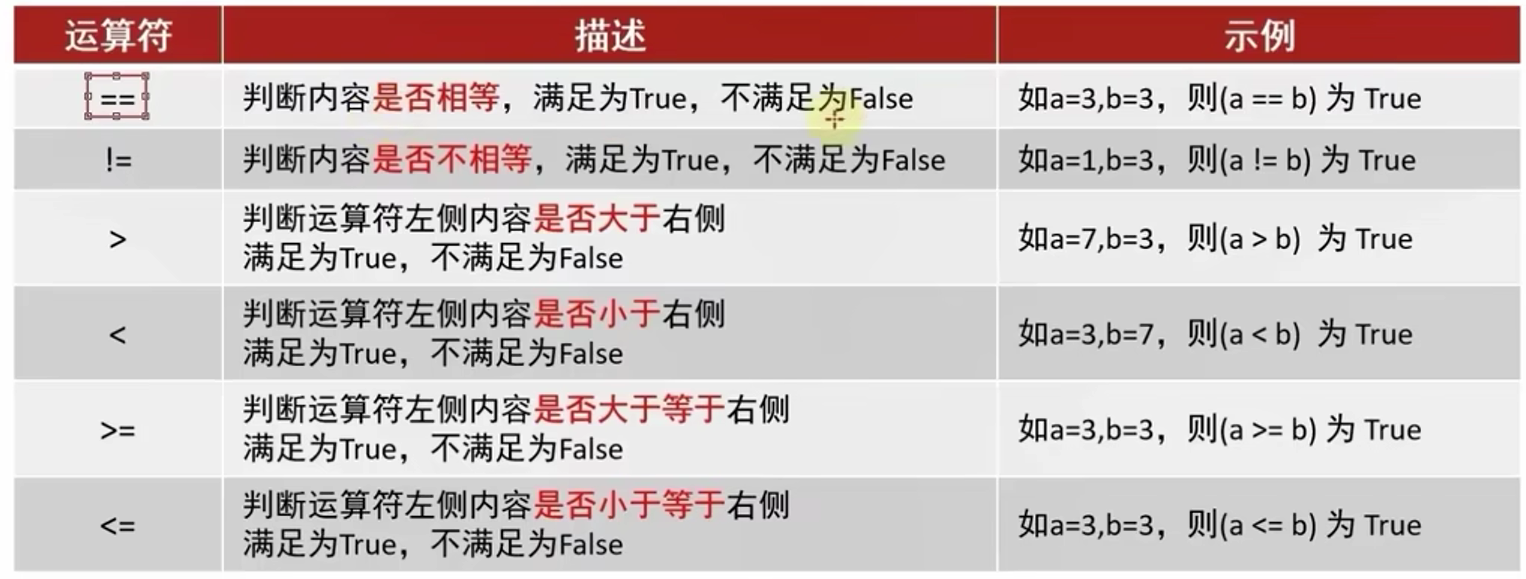 运算符 描述 示例
== 判断内容是否相等，满足为True，不满足为False 如a=3,b=3，则(a == b) 为 True
!= 判断内容是否不相等，满足为True，不满足为False 如a=1,b=3，则(a != b) 为 True
> 判断运算符左侧内容是否大于右侧
满足为True，不满足为False 如a=7,b=3，则(a > b) 为 True
< 判断运算符左侧内容是否小于右侧
满足为True，不满足为False 如a=3,b=7，则(a < b) 为 True
>= 判断运算符左侧内容是否大于等于右侧
满足为True，不满足为False 如a=3,b=3，则(a >= b) 为 True
<= 判断运算符左侧内容是否小于等于右侧
满足为True，不满足为False 如a=3,b=3，则(a <= b) 为 True